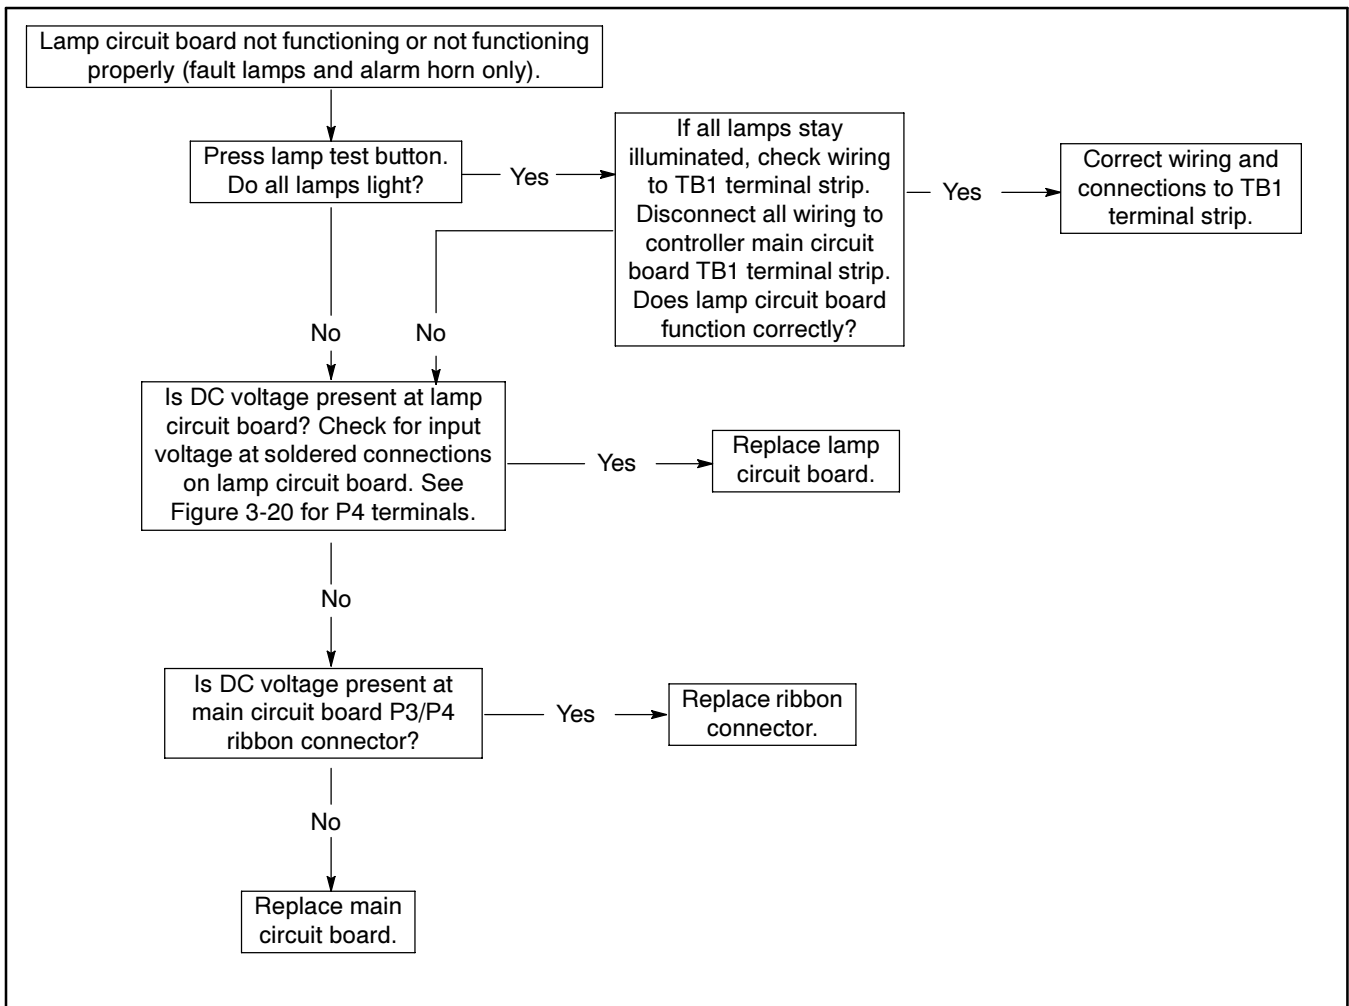 Lamp circuit board not functioning or not functioning
properly (fault lamps and alarm horn only).
Press lamp test button.
Do all lamps light?
Yes
If all lamps stay
illuminated, check wiring
to TB1 terminal strip.
Disconnect all wiring to
controller main circuit
board TB1 terminal strip.
Does lamp circuit board
function correctly?
Yes
Correct wiring and
connections to TB1
terminal strip.
No
No
Is DC voltage present at lamp
circuit board? Check for input
voltage at soldered connections
on lamp circuit board. See
Figure 3-20 for P4 terminals.
Yes
Replace lamp
circuit board.
No
Is DC voltage present at
main circuit board P3/P4
ribbon connector?
Yes
Replace ribbon
connector.
No
Replace main
circuit board.